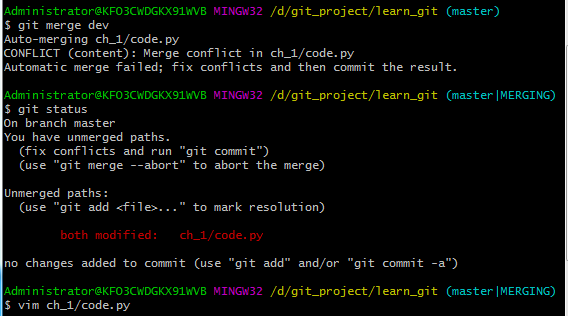 Administrator@KFO3CWDGKX91WVB MINGW32 /d/git_project/learn_git (master)
$ git merge dev
Auto-merging ch_1/code.py
CONFLICT (content): Merge conflict in ch_1/code.py
Automatic merge failed; fix conflicts and then commit the result.
Administrator@KFO3CWDGKX91WVB MINGW32 /d/git_project/learn_git (master|MERGING)
$ git status
On branch master
You have unmerged paths.
(fix conflicts and run "git commit")
(use "git merge --abort" to abort the merge)
Unmerged paths:
(use "git add <file>..." to mark resolution)
both modified: ch_1/code.py
no changes added to commit (use "git add" and/or "git commit -a")
Administrator@KFO3CWDGKX91WVB MINGW32 /d/git_project/learn_git (master|MERGING)
$ vim ch_1/code.py